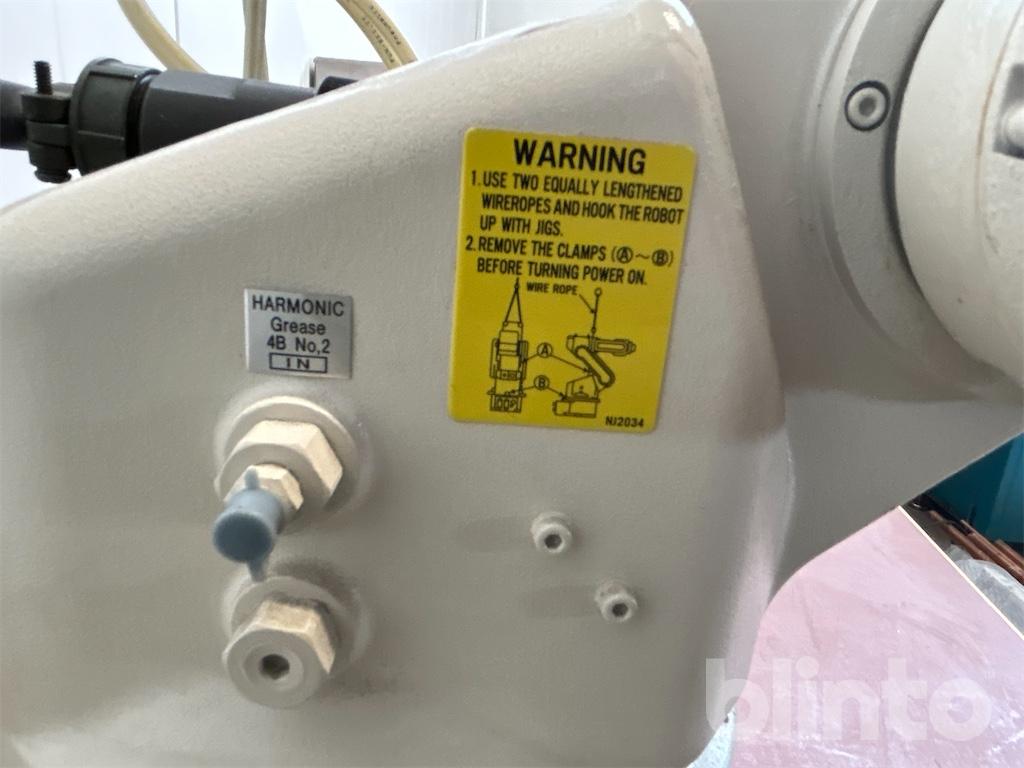 WARNING
1. USE TWO EQUALLY LENGTHENED
WIREROPES AND HOOK THE ROBOT
UP WITH JIGS.
2. REMOVE THE CLAMPS (Ⓐ～Ⓑ)
BEFORE TURNING POWER ON.
WIRE ROPE
Ⓐ
Ⓑ
NJ2034
HARMONIC
Grease
4B No,2
IN
blinto